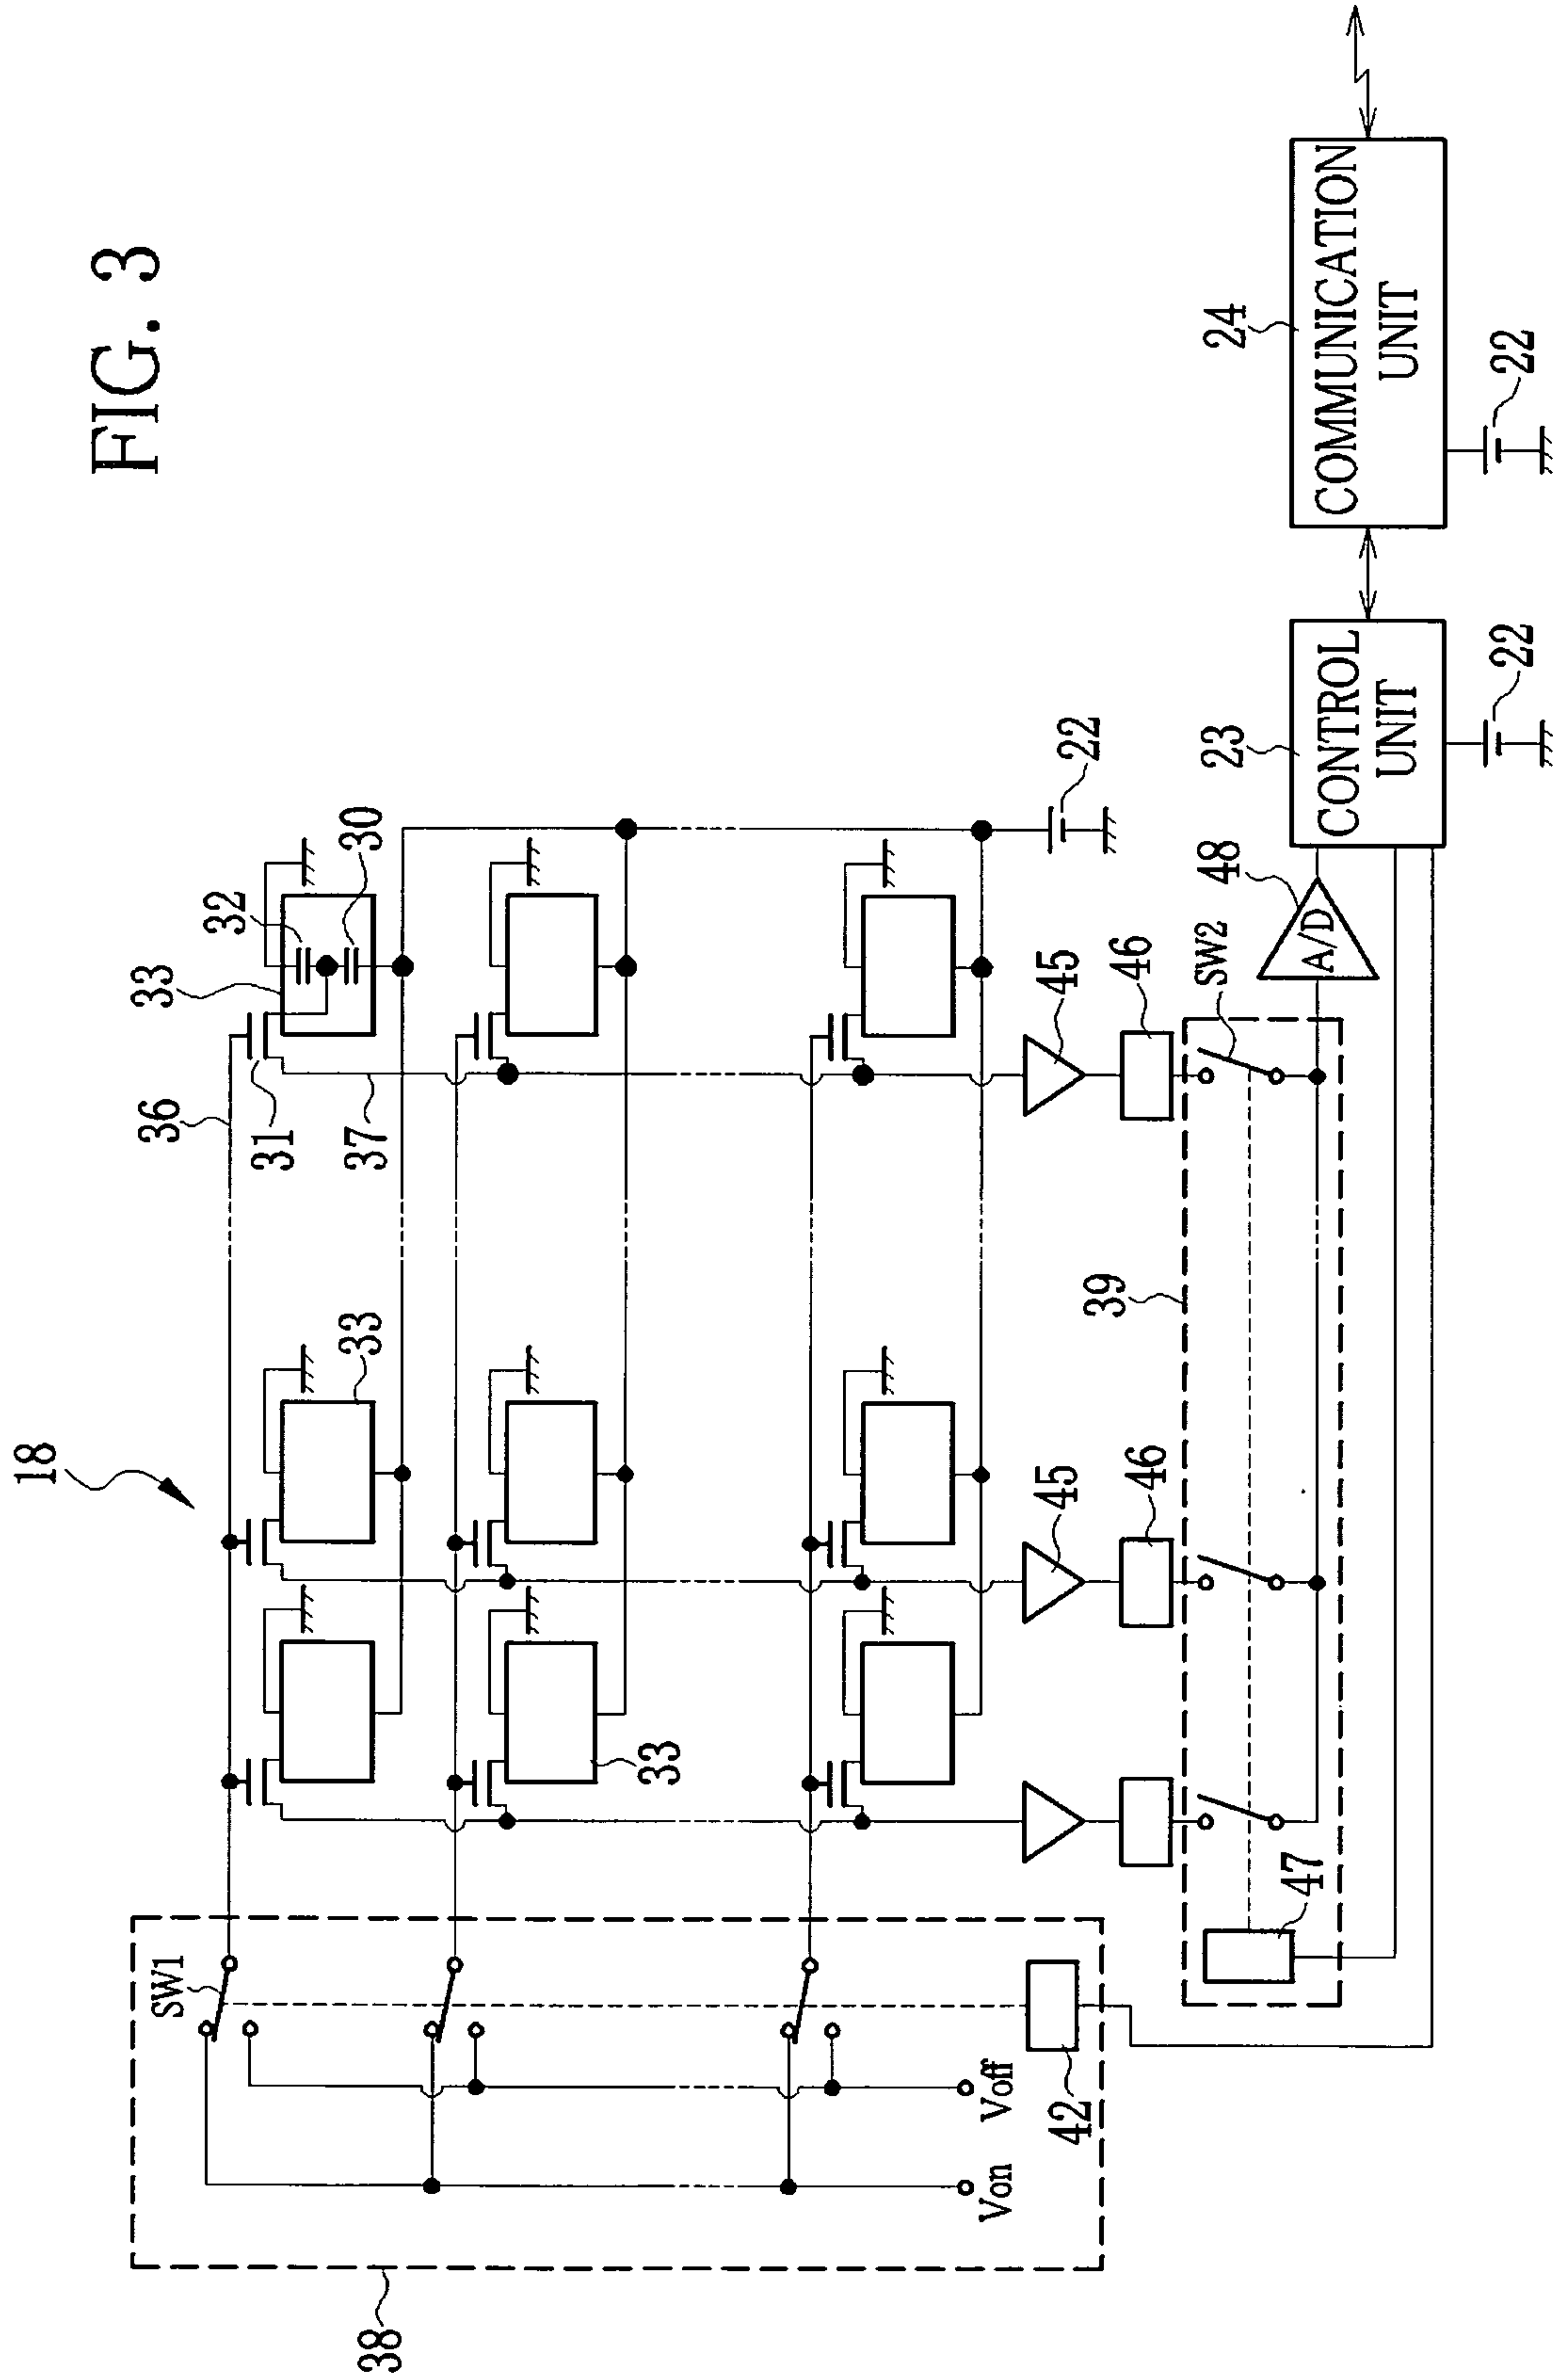 FIG. 3
18
36
33
32
31
30
37
33
33
22
SW1
38
Von
Voff
42
45
45
46
46
39
SW2
47
48
A/D
23
CONTROL
UNIT
22
24
COMMUNICATION
UNIT
22